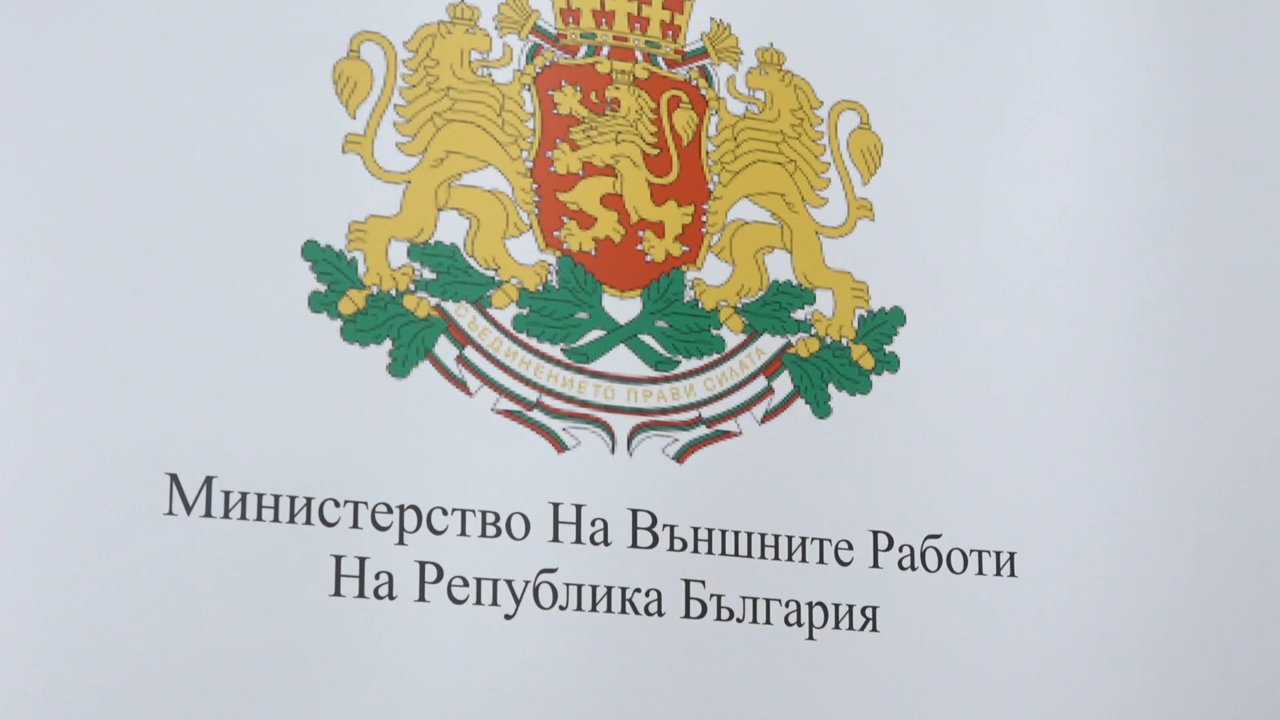 СЪЕДИНЕНИЕТО ПРАВИ СИЛАТА
Министерство На Външните Работи
На Република България